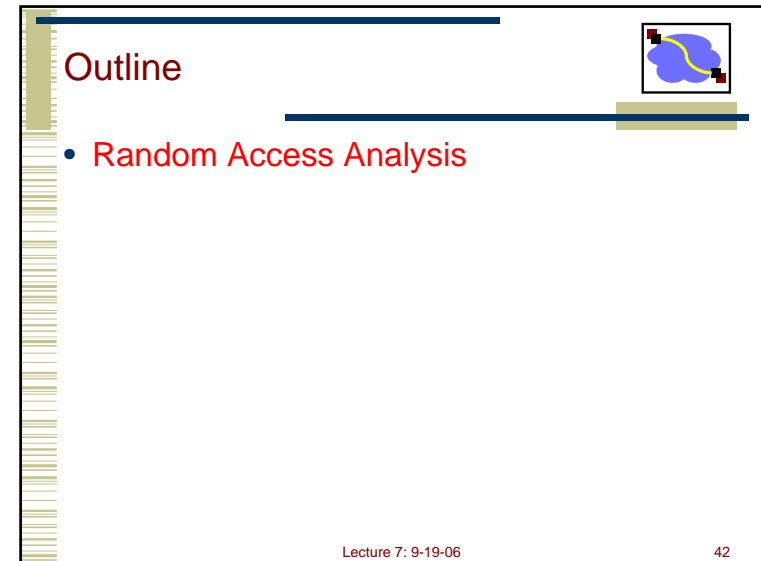 Outline
• Random Access Analysis
Lecture 7: 9-19-06
42